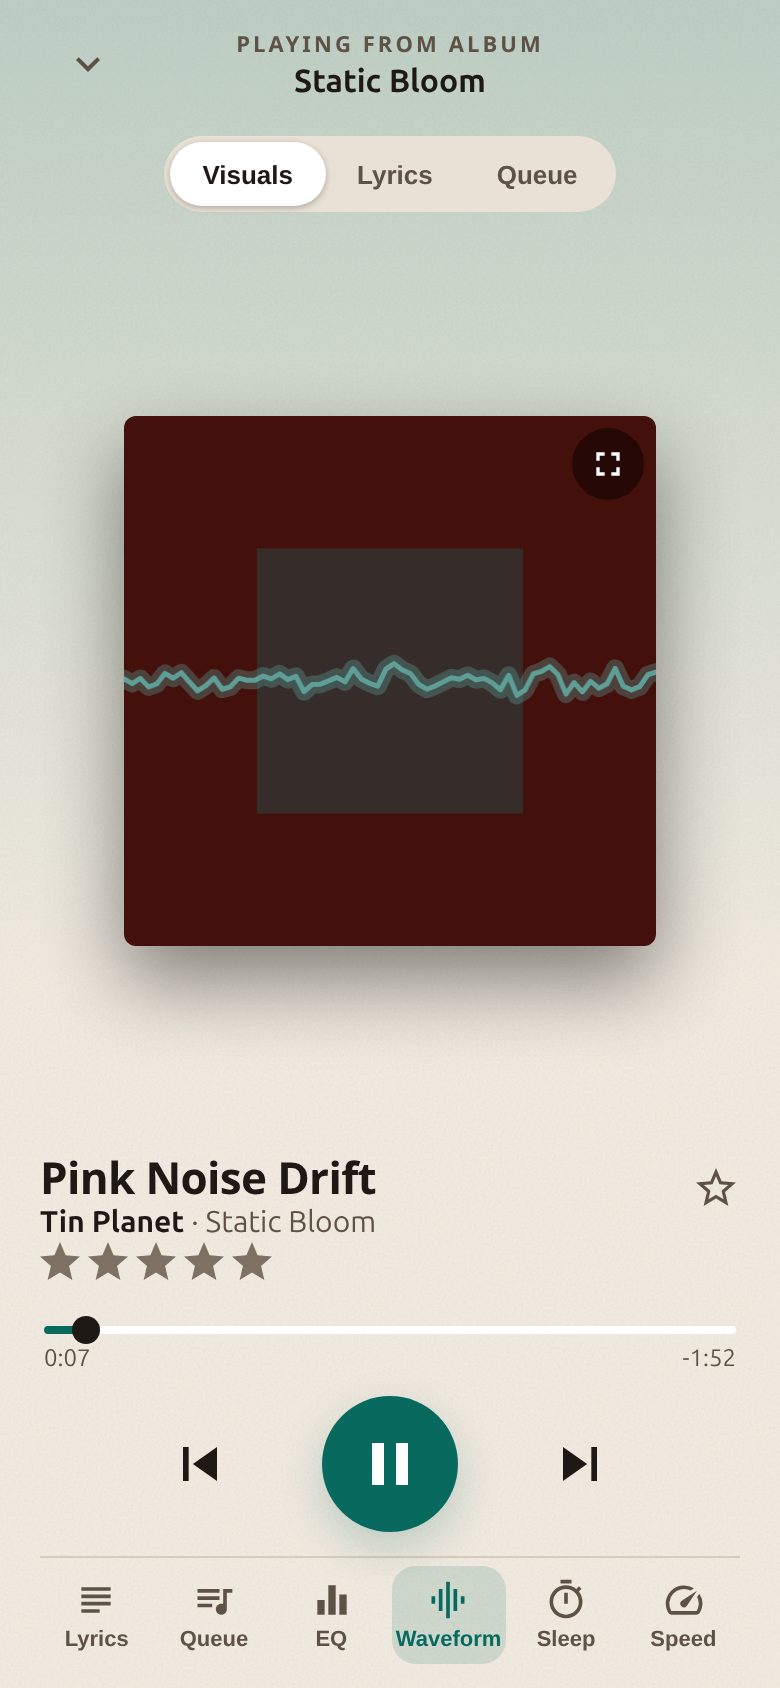 PLAYING FROM ALBUM
Static Bloom
Visuals Lyrics Queue
Pink Noise Drift
Tin Planet · Static Bloom
0:07 -1:52
Lyrics Queue EQ Waveform Sleep Speed